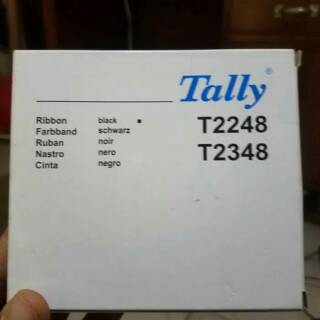 Tally®
Ribbon black ▪ T2248
Farbband schwarz
Ruban noir T2348
Nastro nero
Cinta negro